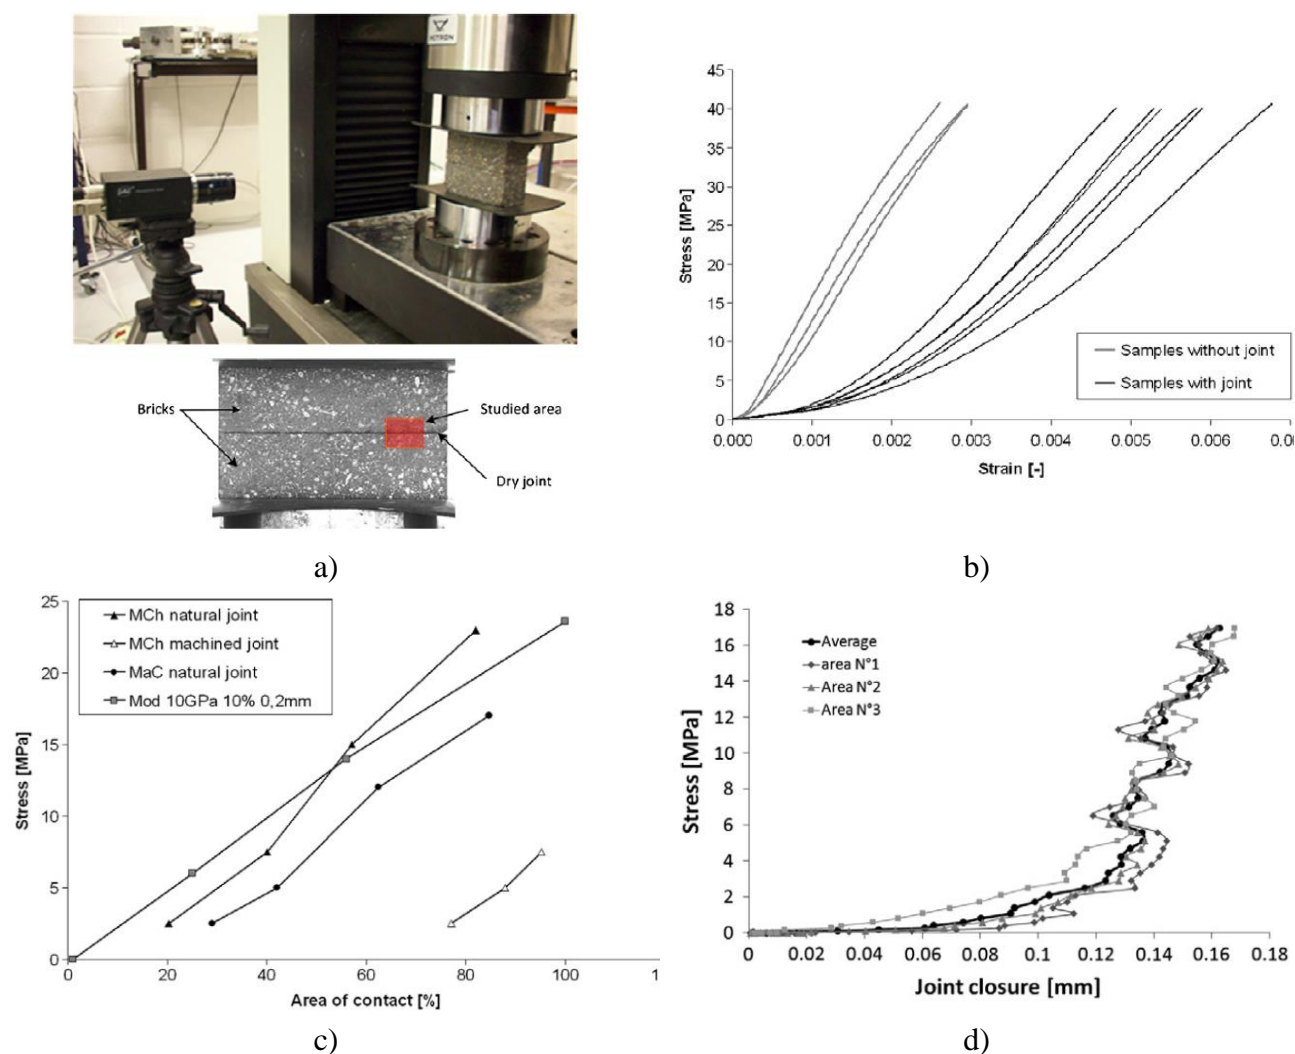 Bricks
Studied area
Dry joint
a)
45
40
35
30
25
20
15
10
5
0
Stress [MPa]
Samples without joint
Samples with joint
0.000 0.001 0.002 0.003 0.004 0.005 0.006
Strain [-]
b)
25
20
15
10
5
0
Stress [MPa]
MCh natural joint
MCh machined joint
MaC natural joint
Mod 10GPa 10% 0,2mm
0 20 40 60 80 100 1
Area of contact [%]
c)
18
16
14
12
10
8
6
4
2
0
Stress [MPa]
Average
area N°1
Area N°2
Area N°3
0 0.02 0.04 0.06 0.08 0.1 0.12 0.14 0.16 0.18
Joint closure [mm]
d)